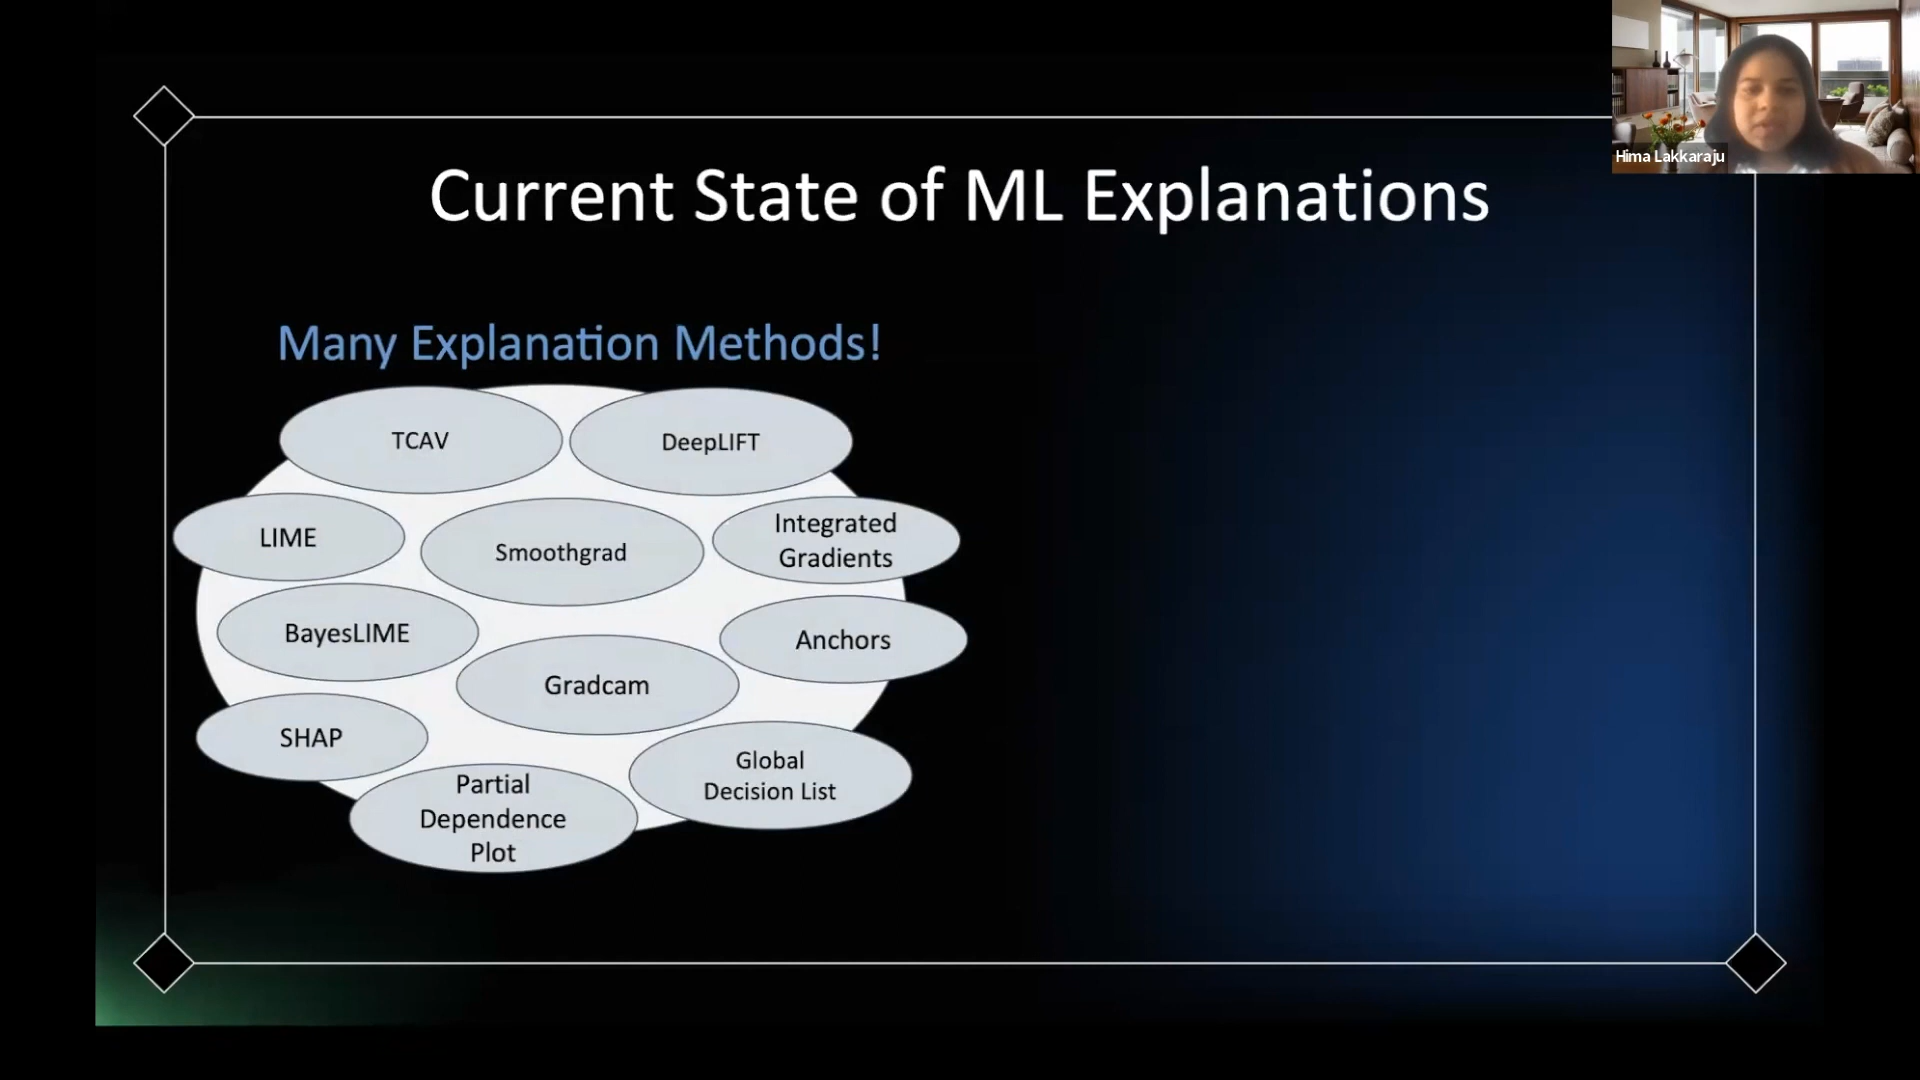 Hima Lakkaraju
Current State of ML Explanations
Many Explanation Methods!
TCAV
DeepLIFT
LIME
Smoothgrad
Integrated
Gradients
BayesLIME
Anchors
Gradcam
SHAP
Global
Decision List
Partial
Dependence
Plot